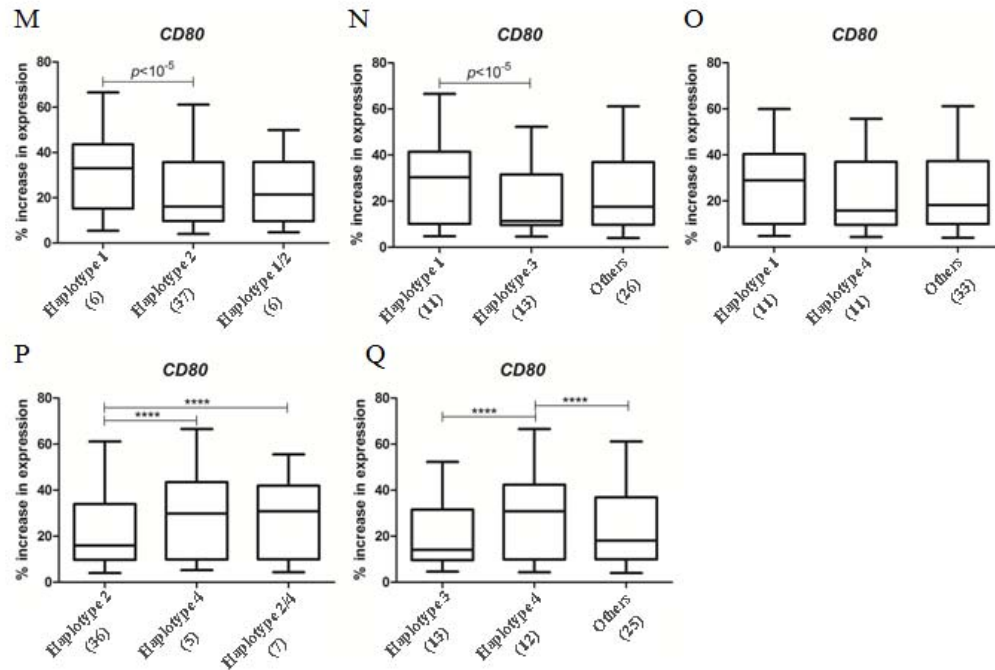 M
CD80
% increase in expression
80
60
40
20
0
p<10-5
Haplotype 1
(6)
Haplotype 2
(37)
Haplotype 1/2
(6)
N
CD80
% increase in expression
80
60
40
20
0
p<10-5
Haplotype 1
(11)
Haplotype 3
(13)
Others
(26)
O
CD80
% increase in expression
80
60
40
20
0
Haplotype 1
(11)
Haplotype 4
(11)
Others
(33)
P
CD80
% increase in expression
80
60
40
20
0
****
****
Haplotype 2
(36)
Haplotype 4
(5)
Haplotype 2/4
(7)
Q
CD80
% increase in expression
80
60
40
20
0
****
****
Haplotype 3
(13)
Haplotype 4
(12)
Others
(25)